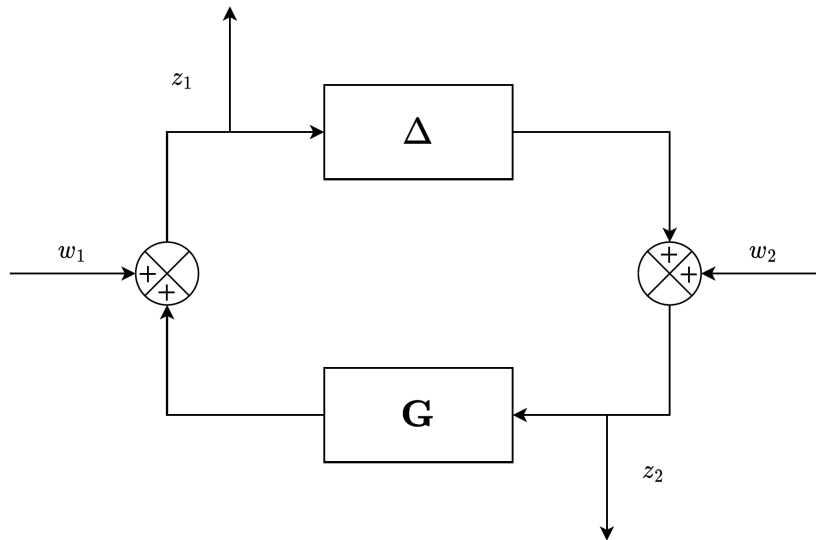 z₁
Δ
w₁
+
+
+
+
w₂
G
z₂